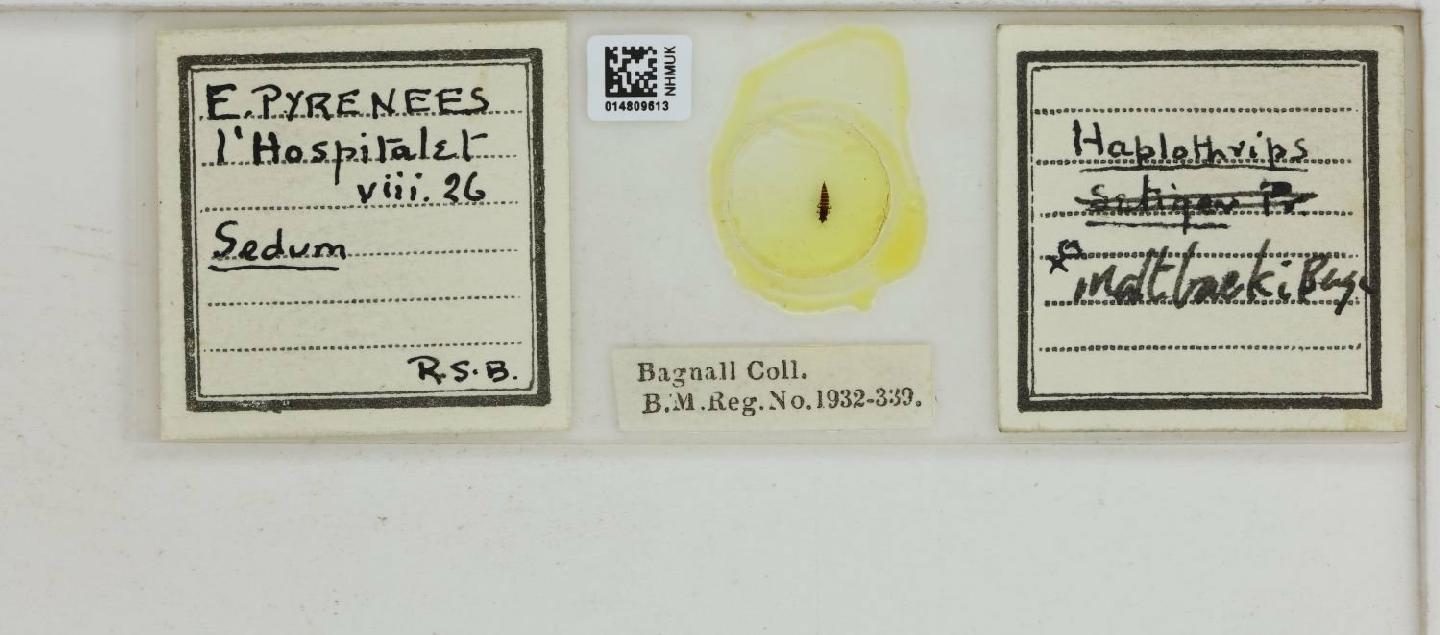 E. PYRENEES
l'Hospitalet
viii. 26
Sedum
R.S.B.
NHMUK
014809613
Bagnall Coll.
B.M.Reg.No.1932-339.
Haplothrips